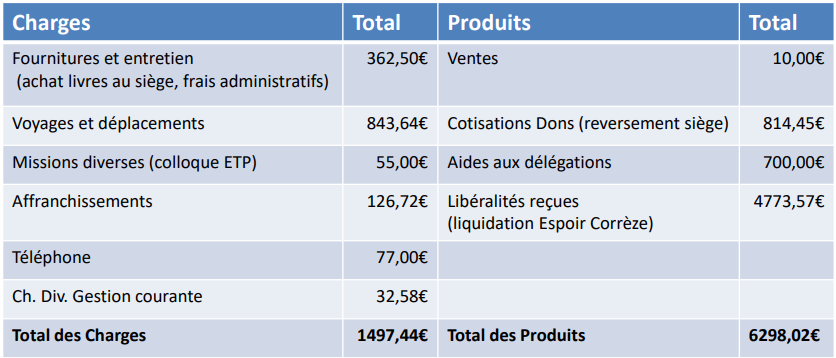 Charges Total Produits Total
Fournitures et entretien 362,50€ Ventes 10,00€
(achat livres au siège, frais administratifs)
Voyages et déplacements 843,64€ Cotisations Dons (reversement siège) 814,45€
Missions diverses (colloque ETP) 55,00€ Aides aux délégations 700,00€
Affranchissements 126,72€ Libéralités reçues 4773,57€
(liquidation Espoir Corrèze)
Téléphone 77,00€
Ch. Div. Gestion courante 32,58€
Total des Charges 1497,44€ Total des Produits 6298,02€